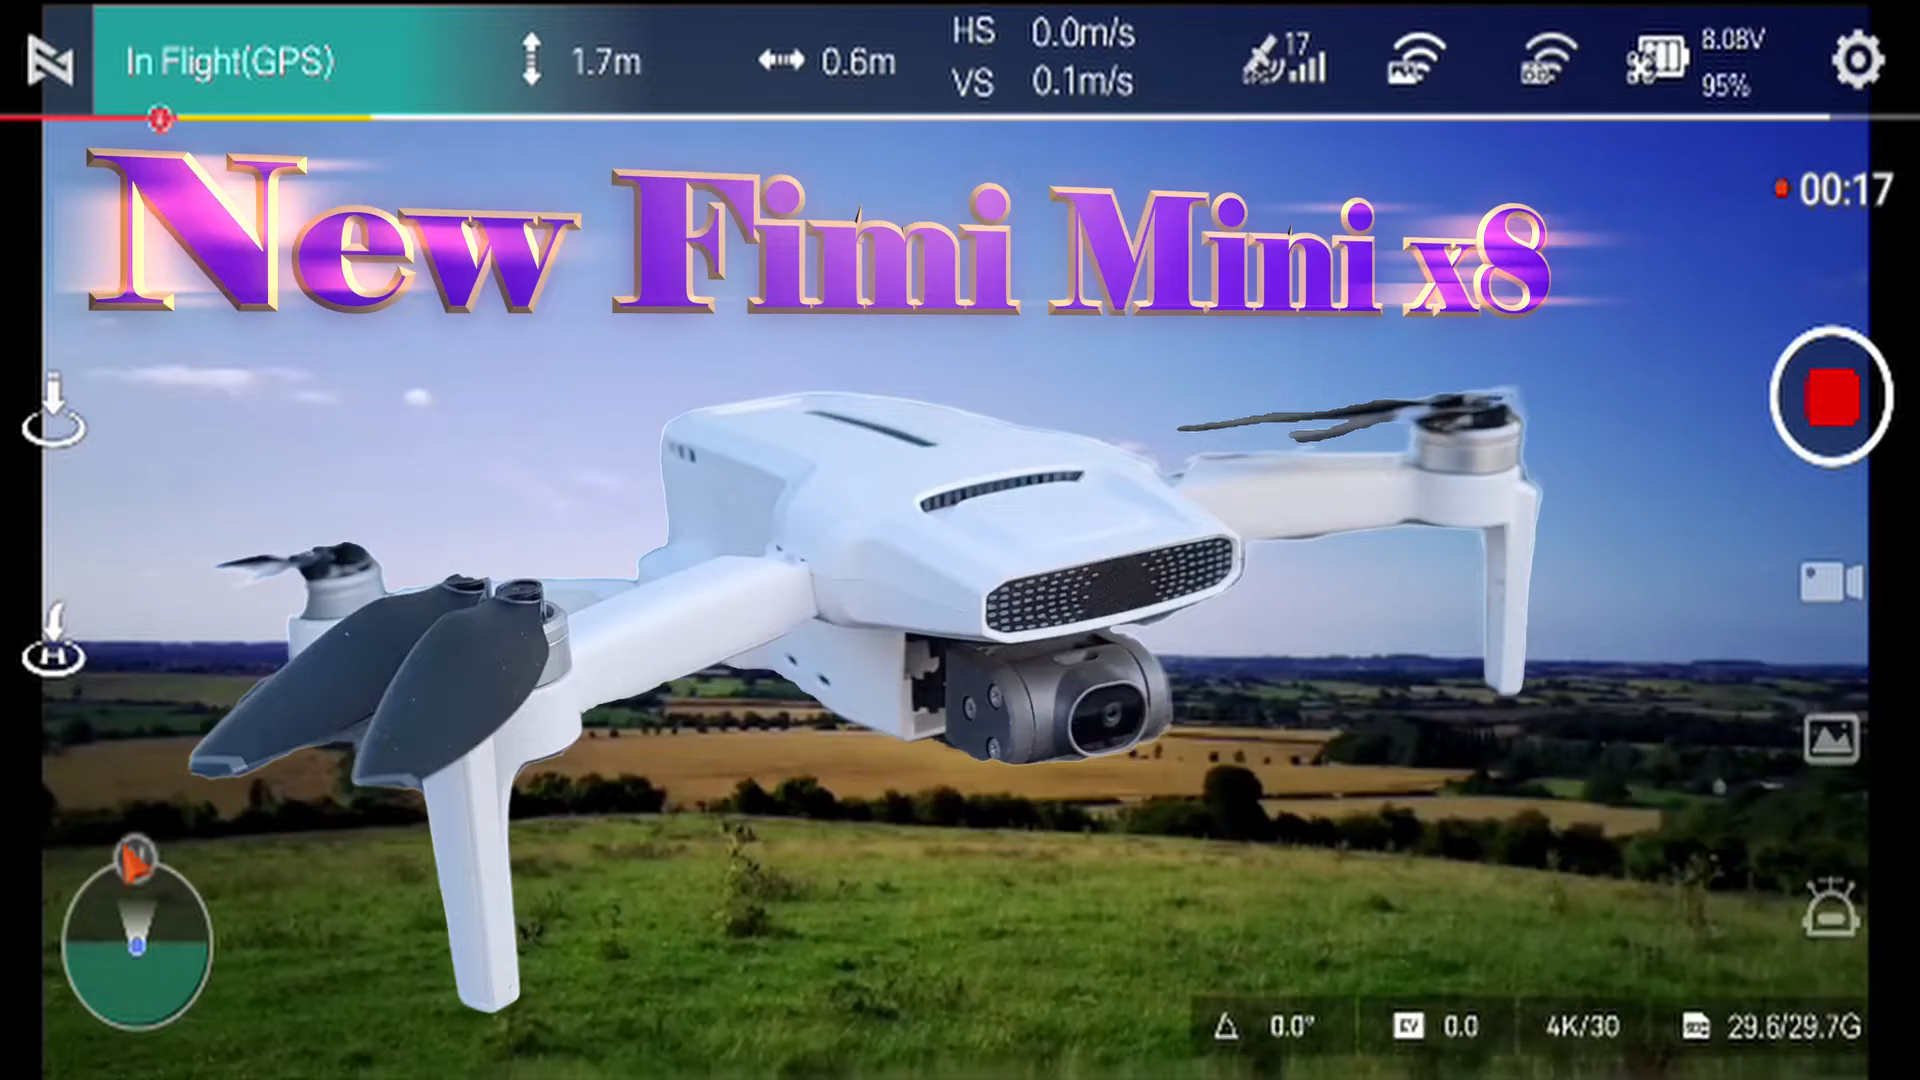 In Flight(GPS)
1.7m
0.6m
HS 0.0m/s
VS 0.1m/s
17
8.08V
95%
New Fimi Mini x8
00:17
H
0.0°
EV 0.0
4K/30
29.6/29.7G